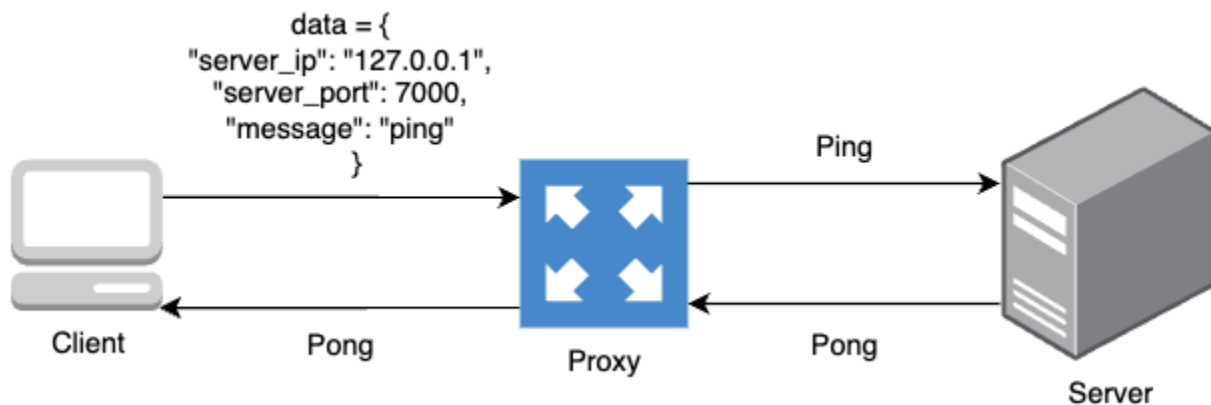 data = {
"server_ip": "127.0.0.1",
"server_port": 7000,
"message": "ping"
}
Ping
Client
Pong
Proxy
Pong
Server